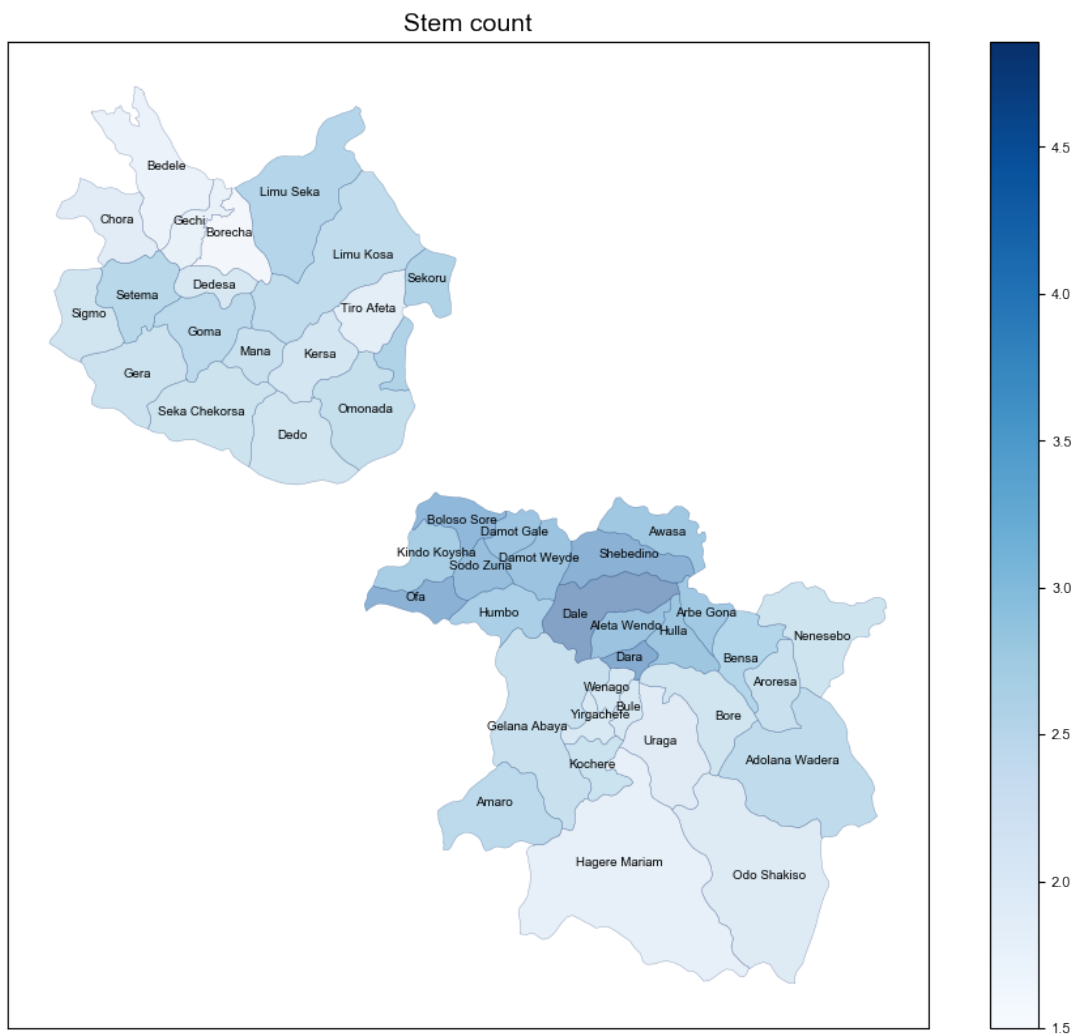 Stem count
Bedele
Limu Seka
Chora
Gechi
Borecha
Limu Kosa
Sekoru
Dedesa
Setema
Tiro Afeta
Sigmo
Goma
Mana
Kersa
Gera
Seka Chekorsa
Omonada
Dedo
Boloso Sore
Damot Gale
Awasa
Kindo Koysha
Damot Weyde
Shebedino
Sodo Zuria
Ofa
Humbo
Dale
Arbe Gona
Aleta Wendo
Hulla
Nenesebo
Dara
Bensa
Aroresa
Wenago
Bule
Yirgachefe
Bore
Gelana Abaya
Uraga
Kochere
Adolana Wadera
Amaro
Hagere Mariam
Odo Shakiso
4.5
4.0
3.5
3.0
2.5
2.0
1.5